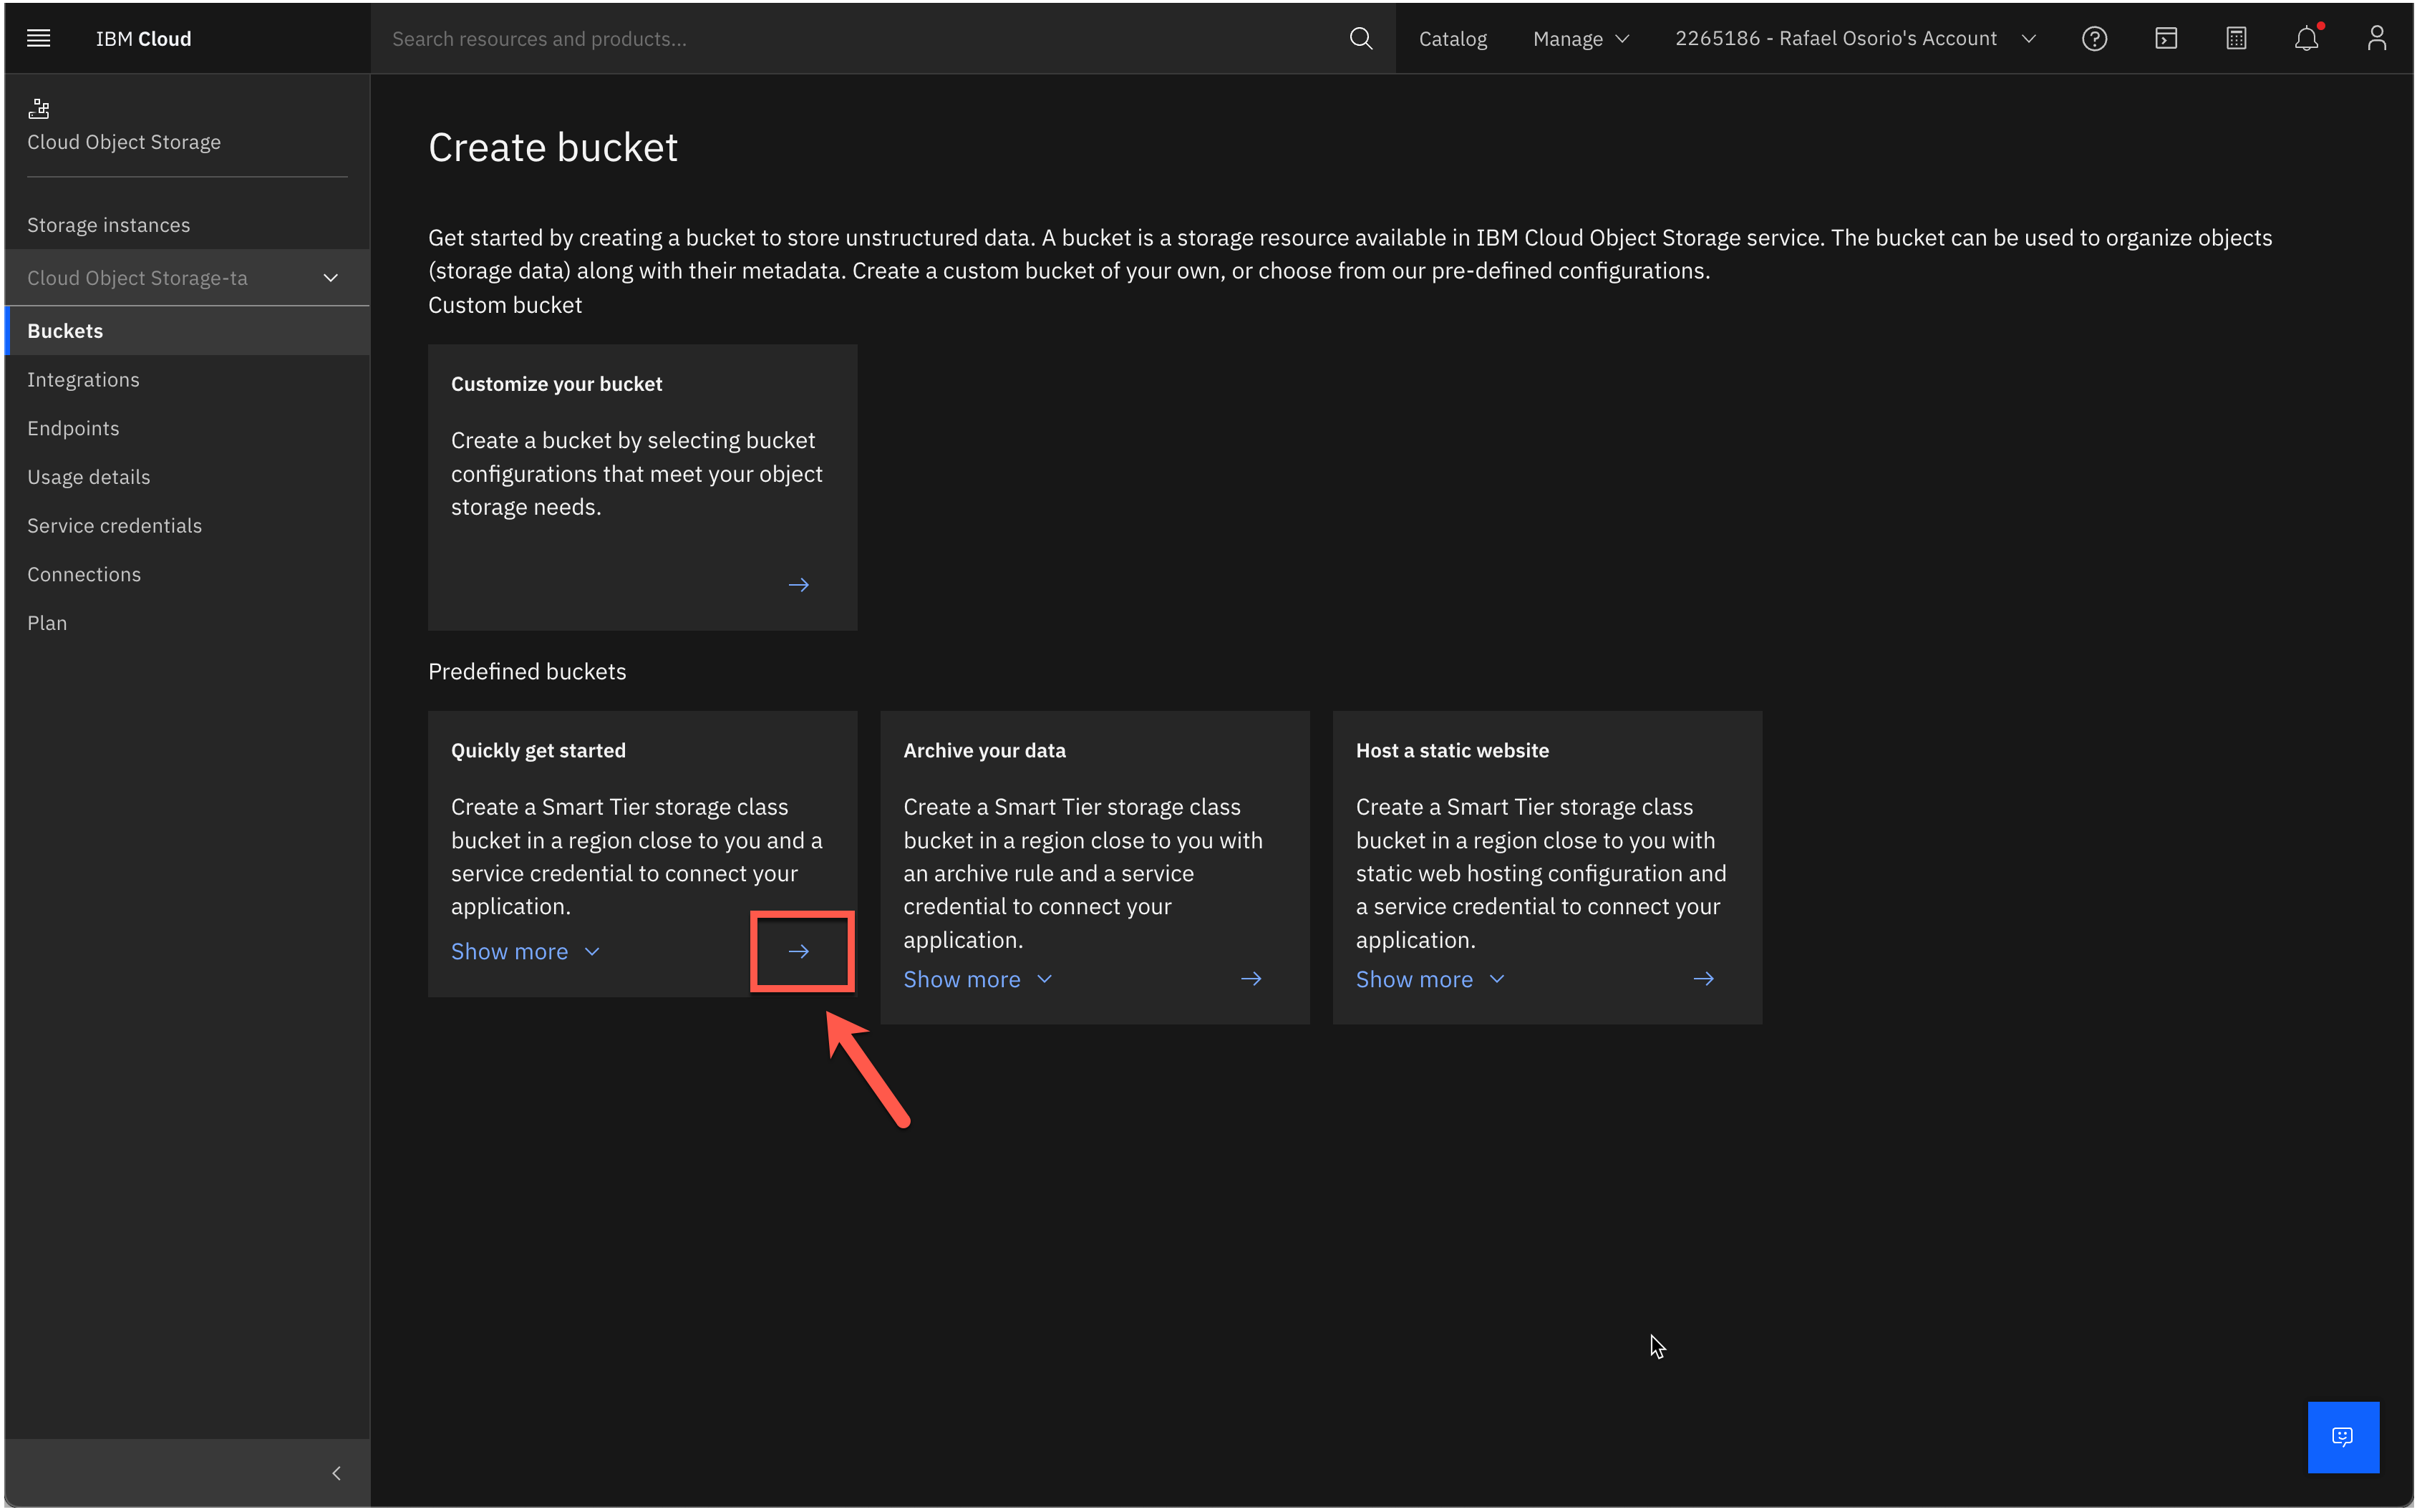 IBM Cloud
Search resources and products...
Catalog
Manage
2265186 - Rafael Osorio's Account
Cloud Object Storage
Storage instances
Cloud Object Storage-ta
Buckets
Integrations
Endpoints
Usage details
Service credentials
Connections
Plan
Create bucket
Get started by creating a bucket to store unstructured data. A bucket is a storage resource available in IBM Cloud Object Storage service. The bucket can be used to organize objects
(storage data) along with their metadata. Create a custom bucket of your own, or choose from our pre-defined configurations.
Custom bucket
Customize your bucket
Create a bucket by selecting bucket
configurations that meet your object
storage needs.
Predefined buckets
Quickly get started
Create a Smart Tier storage class
bucket in a region close to you and a
service credential to connect your
application.
Show more
Archive your data
Create a Smart Tier storage class
bucket in a region close to you with
an archive rule and a service
credential to connect your
application.
Show more
Host a static website
Create a Smart Tier storage class
bucket in a region close to you with
static web hosting configuration and
a service credential to connect your
application.
Show more